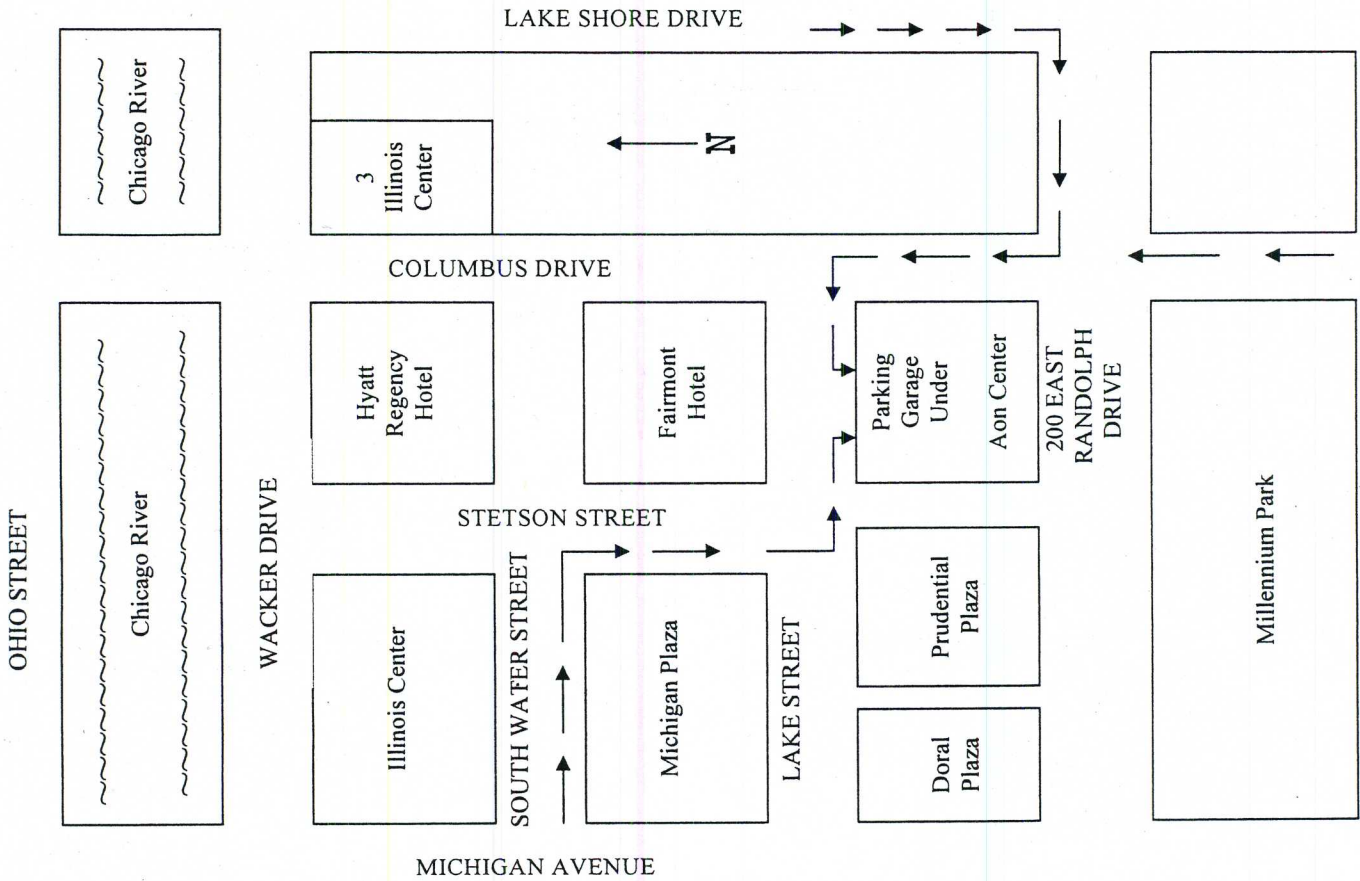 LAKE SHORE DRIVE
Chicago River
3
Illinois
Center
N
COLUMBUS DRIVE
OHIO STREET
Chicago River
WACKER DRIVE
Hyatt
Regency
Hotel
Fairmont
Hotel
Parking
Garage
Under
Aon Center
200 EAST
RANDOLPH
DRIVE
STETSON STREET
Illinois Center
SOUTH WATER STREET
Michigan Plaza
LAKE STREET
Prudential
Plaza
Doral
Plaza
Millennium Park
MICHIGAN AVENUE